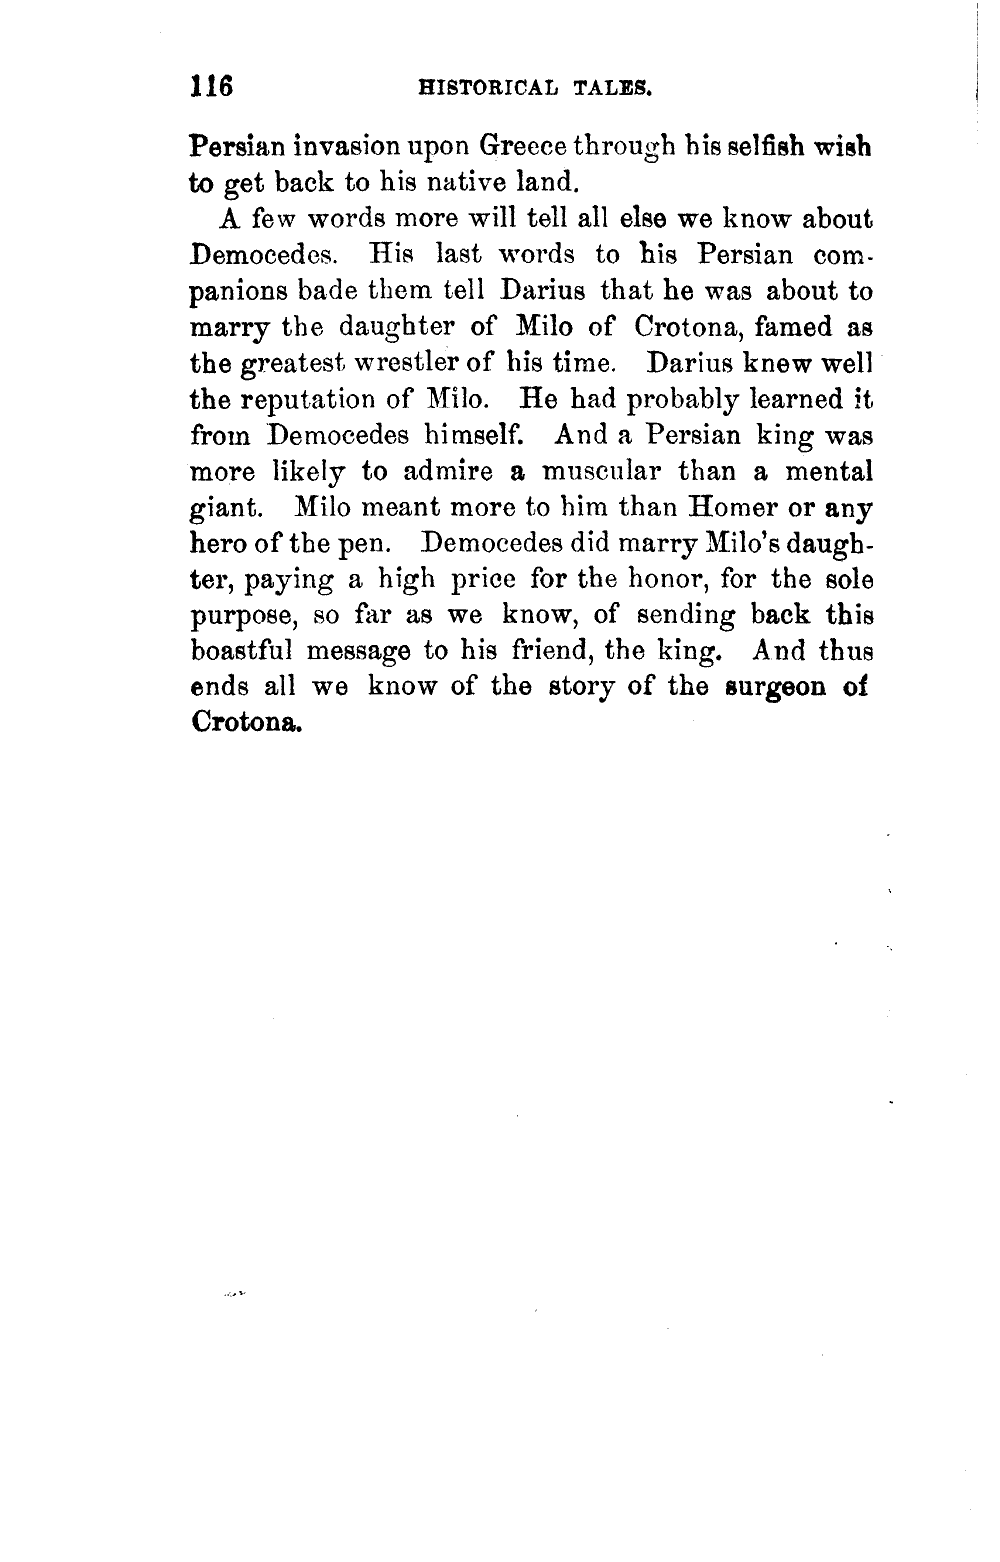 116 HISTORICAL TALES.
Persian invasion upon Greece through his selfish wish
to get back to his native land.
A few words more will tell all else we know about
Democedes. His last words to his Persian com-
panions bade them tell Darius that he was about to
marry the daughter of Milo of Crotona, famed as
the greatest wrestler of his time. Darius knew well
the reputation of Milo. He had probably learned it
from Democedes himself. And a Persian king was
more likely to admire a muscular than a mental
giant. Milo meant more to him than Homer or any
hero of the pen. Democedes did marry Milo's daugh-
ter, paying a high price for the honor, for the sole
purpose, so far as we know, of sending back this
boastful message to his friend, the king. And thus
ends all we know of the story of the surgeon of
Crotona.